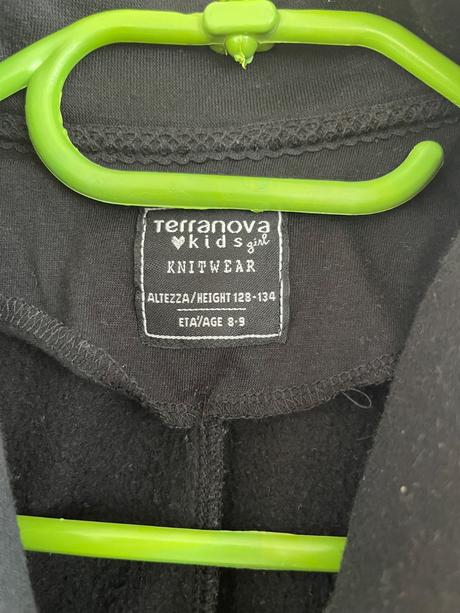 Terranova
♥kids girl
KNITWEAR
ALTEZZA/HEIGHT 128-134
ETA'/AGE 8-9